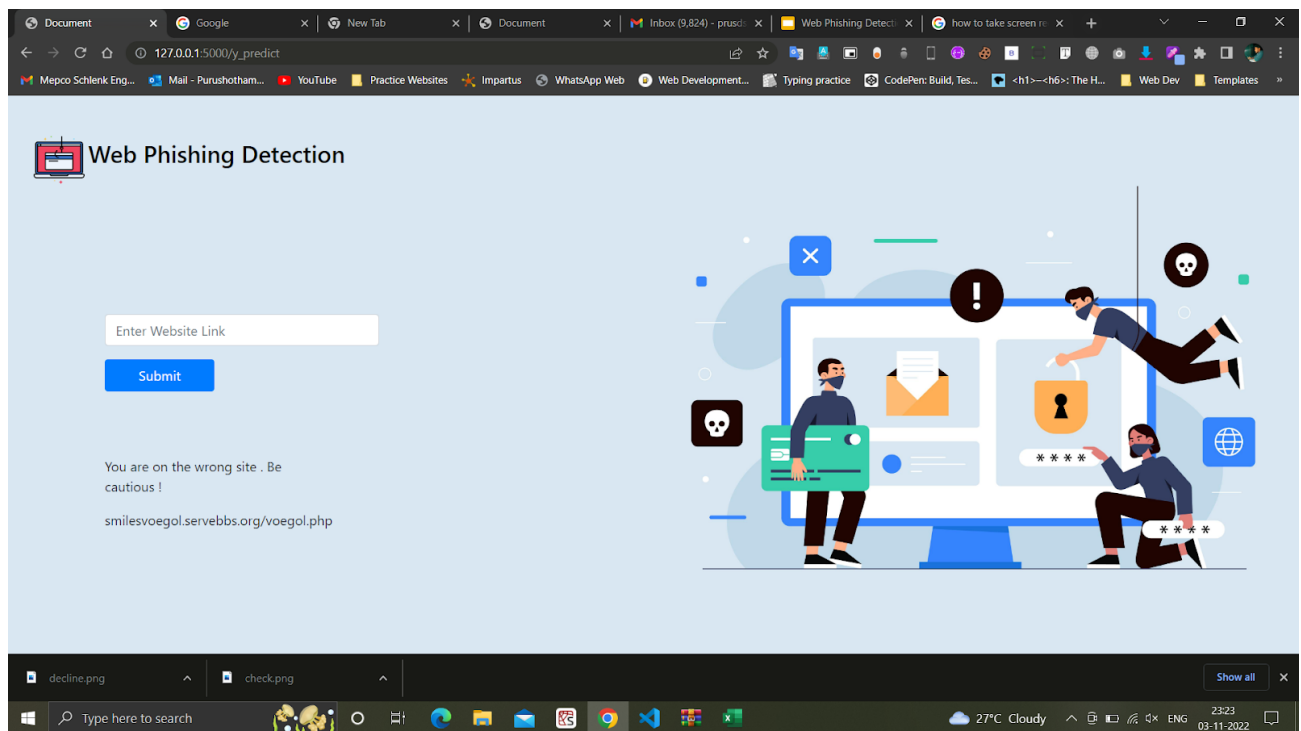 Document
Google
New Tab
Document
Inbox (9,824) - prusds
Web Phishing Detecti
how to take screen re
127.0.0.1:5000/y_predict
Mepco Schlenk Eng...
Mail - Purushotham...
YouTube
Practice Websites
Impartus
WhatsApp Web
Web Development...
Typing practice
CodePen: Build, Tes...
<h1>–<h6>: The H...
Web Dev
Templates
»
Web Phishing Detection
Enter Website Link
Submit
You are on the wrong site . Be
cautious !
smilesvoegol.servebbs.org/voegol.php
* * * *
* * * *
decline.png
check.png
Show all
Type here to search
27°C Cloudy
ENG
23:23
03-11-2022